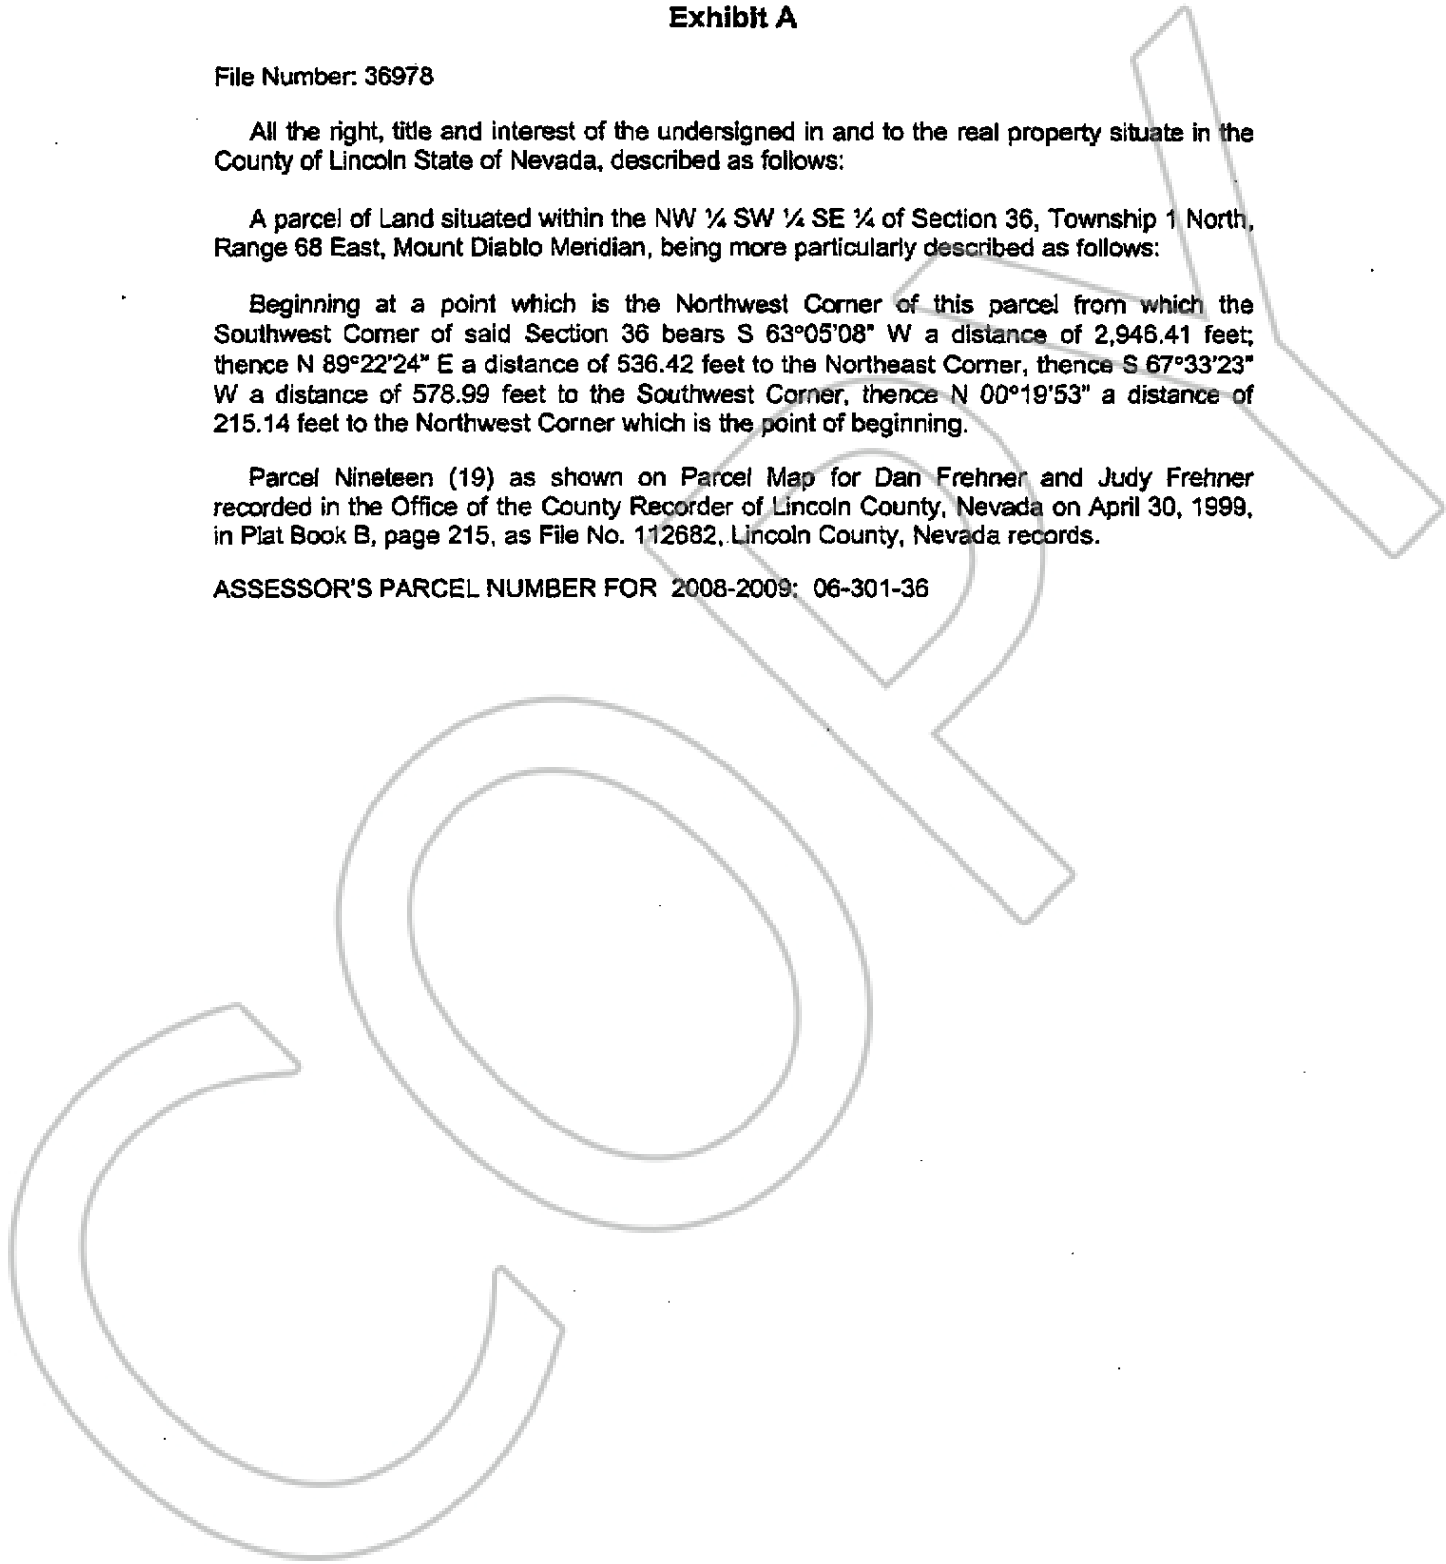 Exhibit A
File Number: 36978
All the right, title and interest of the undersigned in and to the real property situate in the
County of Lincoln State of Nevada, described as follows:
A parcel of Land situated within the NW ¼ SW ¼ SE ¼ of Section 36, Township 1 North,
Range 68 East, Mount Diablo Meridian, being more particularly described as follows:
Beginning at a point which is the Northwest Corner of this parcel from which the
Southwest Corner of said Section 36 bears S 63°05'08" W a distance of 2,946.41 feet;
thence N 89°22'24" E a distance of 536.42 feet to the Northeast Corner, thence S 67°33'23"
W a distance of 578.99 feet to the Southwest Corner, thence N 00°19'53" a distance of
215.14 feet to the Northwest Corner which is the point of beginning.
Parcel Nineteen (19) as shown on Parcel Map for Dan Frehner and Judy Frehner
recorded in the Office of the County Recorder of Lincoln County, Nevada on April 30, 1999,
in Plat Book B, page 215, as File No. 112682, Lincoln County, Nevada records.
ASSESSOR'S PARCEL NUMBER FOR 2008-2009: 06-301-36
COPY